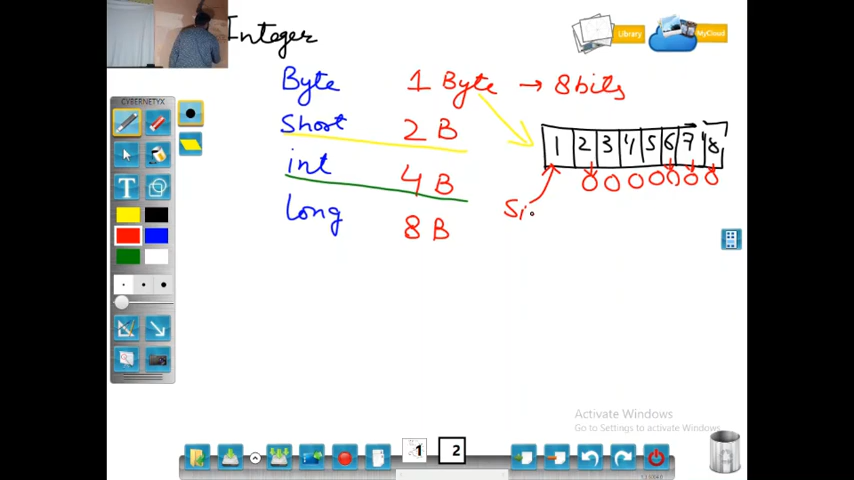 Integer
Library
MyCloud
Byte 1 Byte → 8bits
Short 2 B
1 2 3 4 5 6 7 8
int 4 B
0 0 0 0 0 0 0
Long 8 B
Si
CYBERNETYX
T
Activate Windows
Go to Settings to activate Windows.
1 2